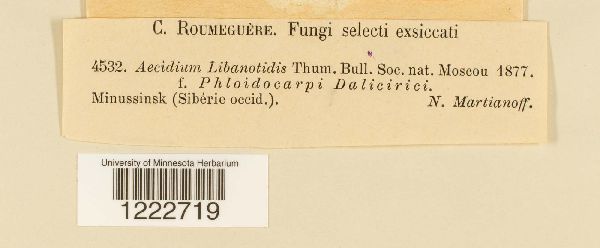 C. ROUMEGUÈRE. Fungi selecti exsiccati
4532. Aecidium Libanotidis Thum. Bull. Soc. nat. Moscou 1877.
f. Phloidocarpi Dalicirici.
Minussinsk (Sibérie occid.). N. Martianoff.
University of Minnesota Herbarium
1222719